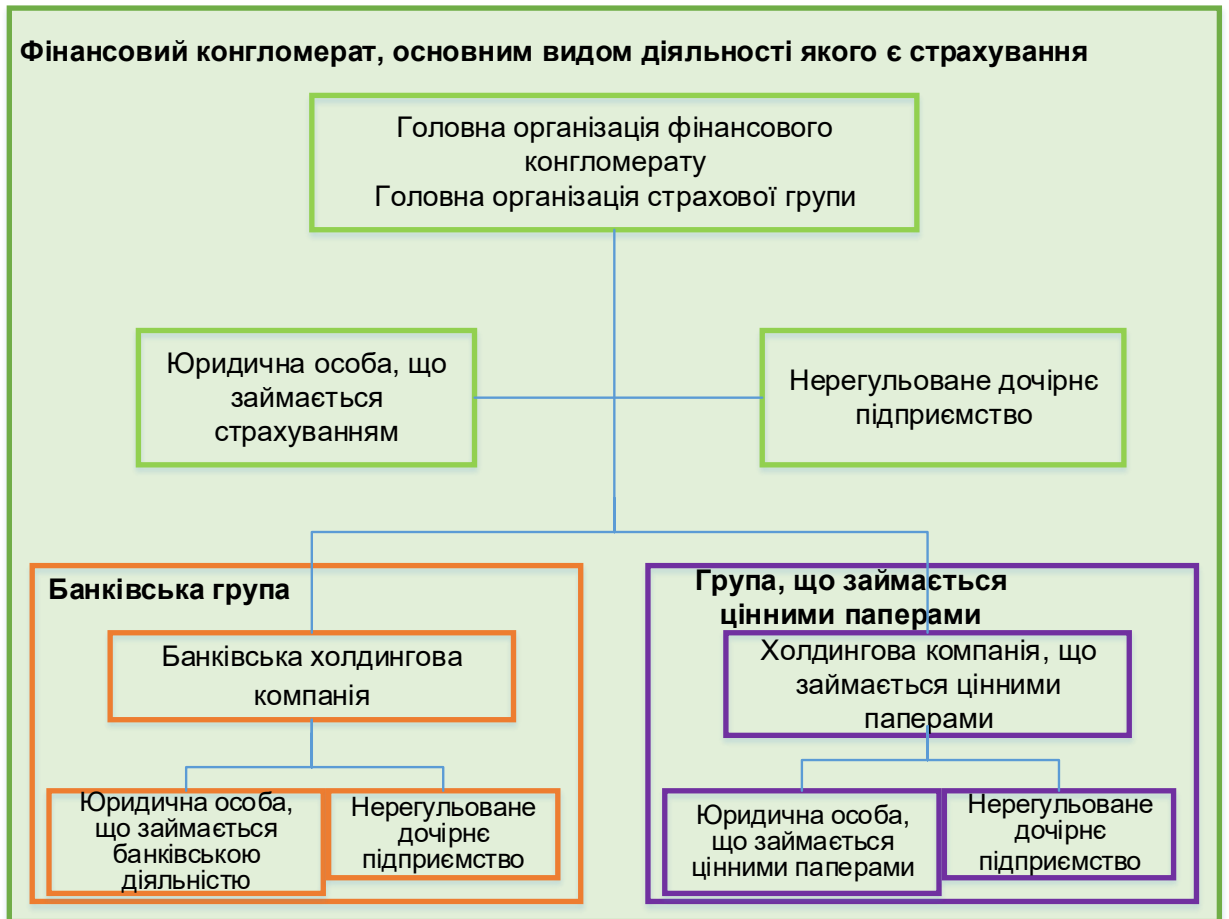 Фінансовий конгломерат, основним видом діяльності якого є страхування
Головна організація фінансового
конгломерату
Головна організація страхової групи
Юридична особа, що
займається
страхуванням
Нерегульоване дочірнє
підприємство
Банківська група
Банківська холдингова
компанія
Юридична особа,
що займається
банківською
діяльністю
Нерегульоване
дочірнє
підприємство
Група, що займається
цінними паперами
Холдингова компанія, що
займається цінними
паперами
Юридична особа,
що займається
цінними паперами
Нерегульоване
дочірнє
підприємство